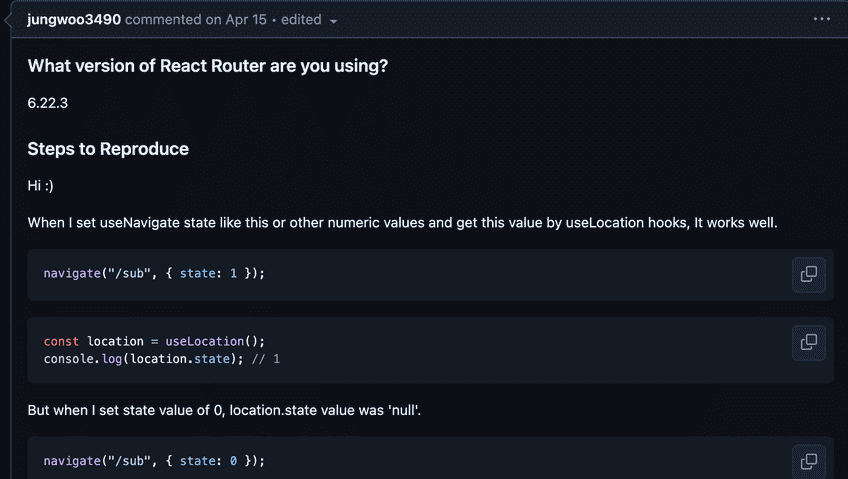 jungwoo3490 commented on Apr 15 • edited
What version of React Router are you using?
6.22.3
Steps to Reproduce
Hi :)
When I set useNavigate state like this or other numeric values and get this value by useLocation hooks, It works well.
navigate("/sub", { state: 1 });
const location = useLocation();
console.log(location.state); // 1
But when I set state value of 0, location.state value was 'null'.
navigate("/sub", { state: 0 });